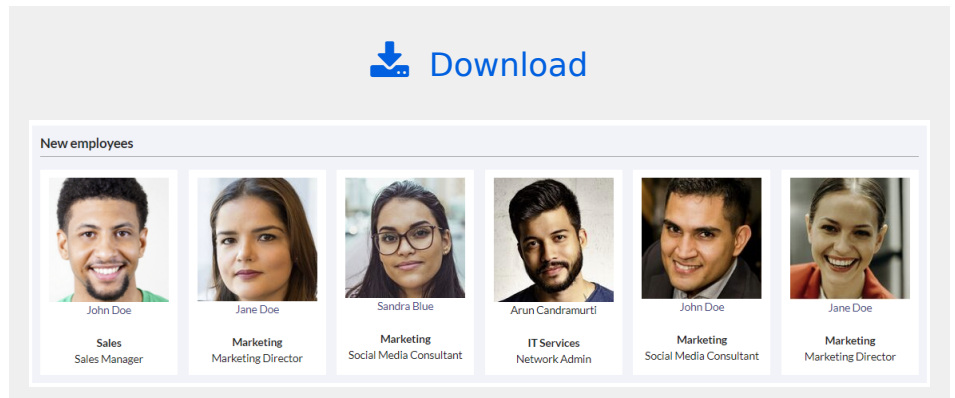 Download
New employees
John Doe
Sales
Sales Manager
Jane Doe
Marketing
Marketing Director
Sandra Blue
Marketing
Social Media Consultant
Arun Candramurti
IT Services
Network Admin
John Doe
Marketing
Social Media Consultant
Jane Doe
Marketing
Marketing Director